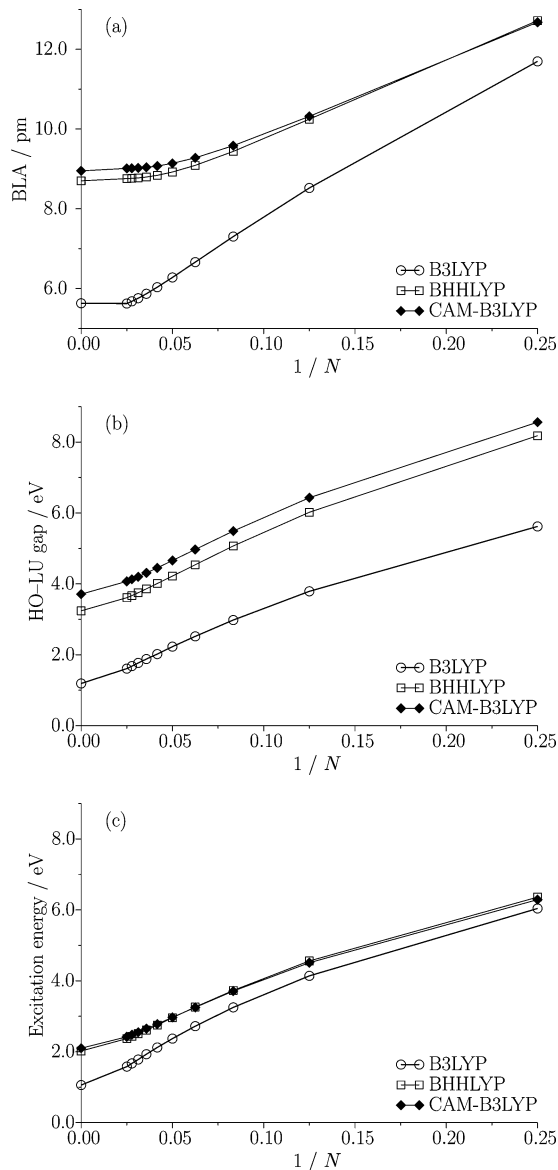 (a)
12.0
10.0
8.0
6.0
BLA / pm
B3LYP
BHHLYP
CAM-B3LYP
0.00 0.05 0.10 0.15 0.20 0.25
1 / N
(b)
8.0
6.0
4.0
2.0
0.0
HO–LU gap / eV
B3LYP
BHHLYP
CAM-B3LYP
0.00 0.05 0.10 0.15 0.20 0.25
1 / N
(c)
8.0
6.0
4.0
2.0
0.0
Excitation energy / eV
B3LYP
BHHLYP
CAM-B3LYP
0.00 0.05 0.10 0.15 0.20 0.25
1 / N